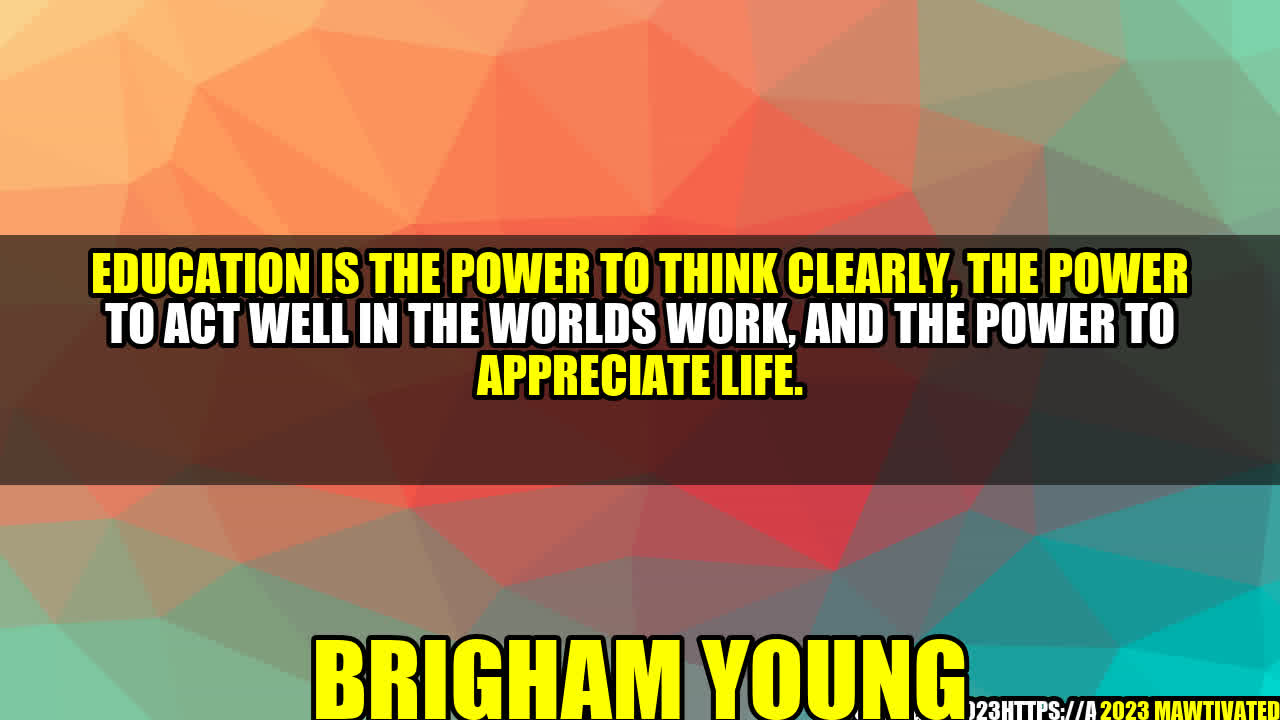 EDUCATION IS THE POWER TO THINK CLEARLY, THE POWER
TO ACT WELL IN THE WORLDS WORK, AND THE POWER TO
APPRECIATE LIFE.
BRIGHAM YOUNG
023HTTPS://A 2023 MAWTIVATED